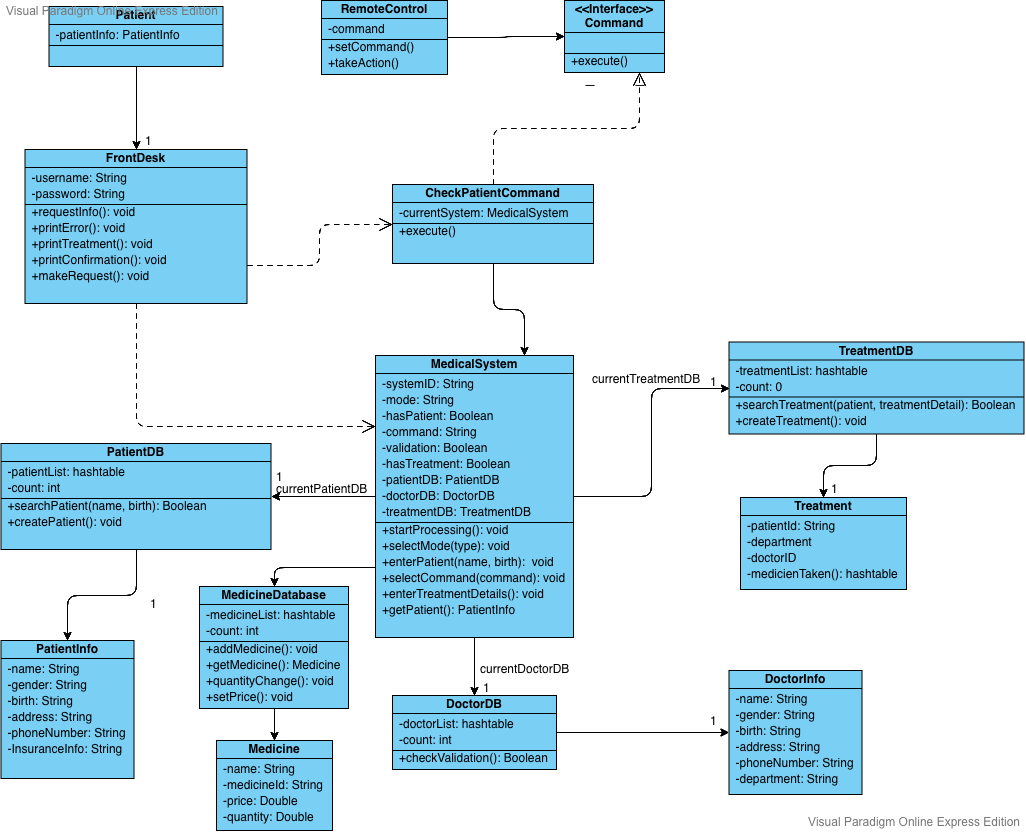 Visual Paradigm Online Express Edition
Patient
-patientInfo: PatientInfo
RemoteControl
-command
+setCommand()
+takeAction()
<<Interface>>
Command
+execute()
1
FrontDesk
-username: String
-password: String
+requestInfo(): void
+printError(): void
+printTreatment(): void
+printConfirmation(): void
+makeRequest(): void
CheckPatientCommand
-currentSystem: MedicalSystem
+execute()
MedicalSystem
-systemID: String
-mode: String
-hasPatient: Boolean
-command: String
-validation: Boolean
-hasTreatment: Boolean
-patientDB: PatientDB
-doctorDB: DoctorDB
-treatmentDB: TreatmentDB
+startProcessing(): void
+selectMode(type): void
+enterPatient(name, birth):  void
+selectCommand(command): void
+enterTreatmentDetails(): void
+getPatient(): PatientInfo
currentTreatmentDB
1
TreatmentDB
-treatmentList: hashtable
-count: 0
+searchTreatment(patient, treatmentDetail): Boolean
+createTreatment(): void
1
Treatment
-patientId: String
-department
-doctorID
-medicienTaken(): hashtable
PatientDB
-patientList: hashtable
-count: int
+searchPatient(name, birth): Boolean
+createPatient(): void
1
currentPatientDB
1
PatientInfo
-name: String
-gender: String
-birth: String
-address: String
-phoneNumber: String
-InsuranceInfo: String
MedicineDatabase
-medicineList: hashtable
-count: int
+addMedicine(): void
+getMedicine(): Medicine
+quantityChange(): void
+setPrice(): void
Medicine
-name: String
-medicineId: String
-price: Double
-quantity: Double
currentDoctorDB
1
DoctorDB
-doctorList: hashtable
-count: int
+checkValidation(): Boolean
1
DoctorInfo
-name: String
-gender: String
-birth: String
-address: String
-phoneNumber: String
-department: String
Visual Paradigm Online Express Edition